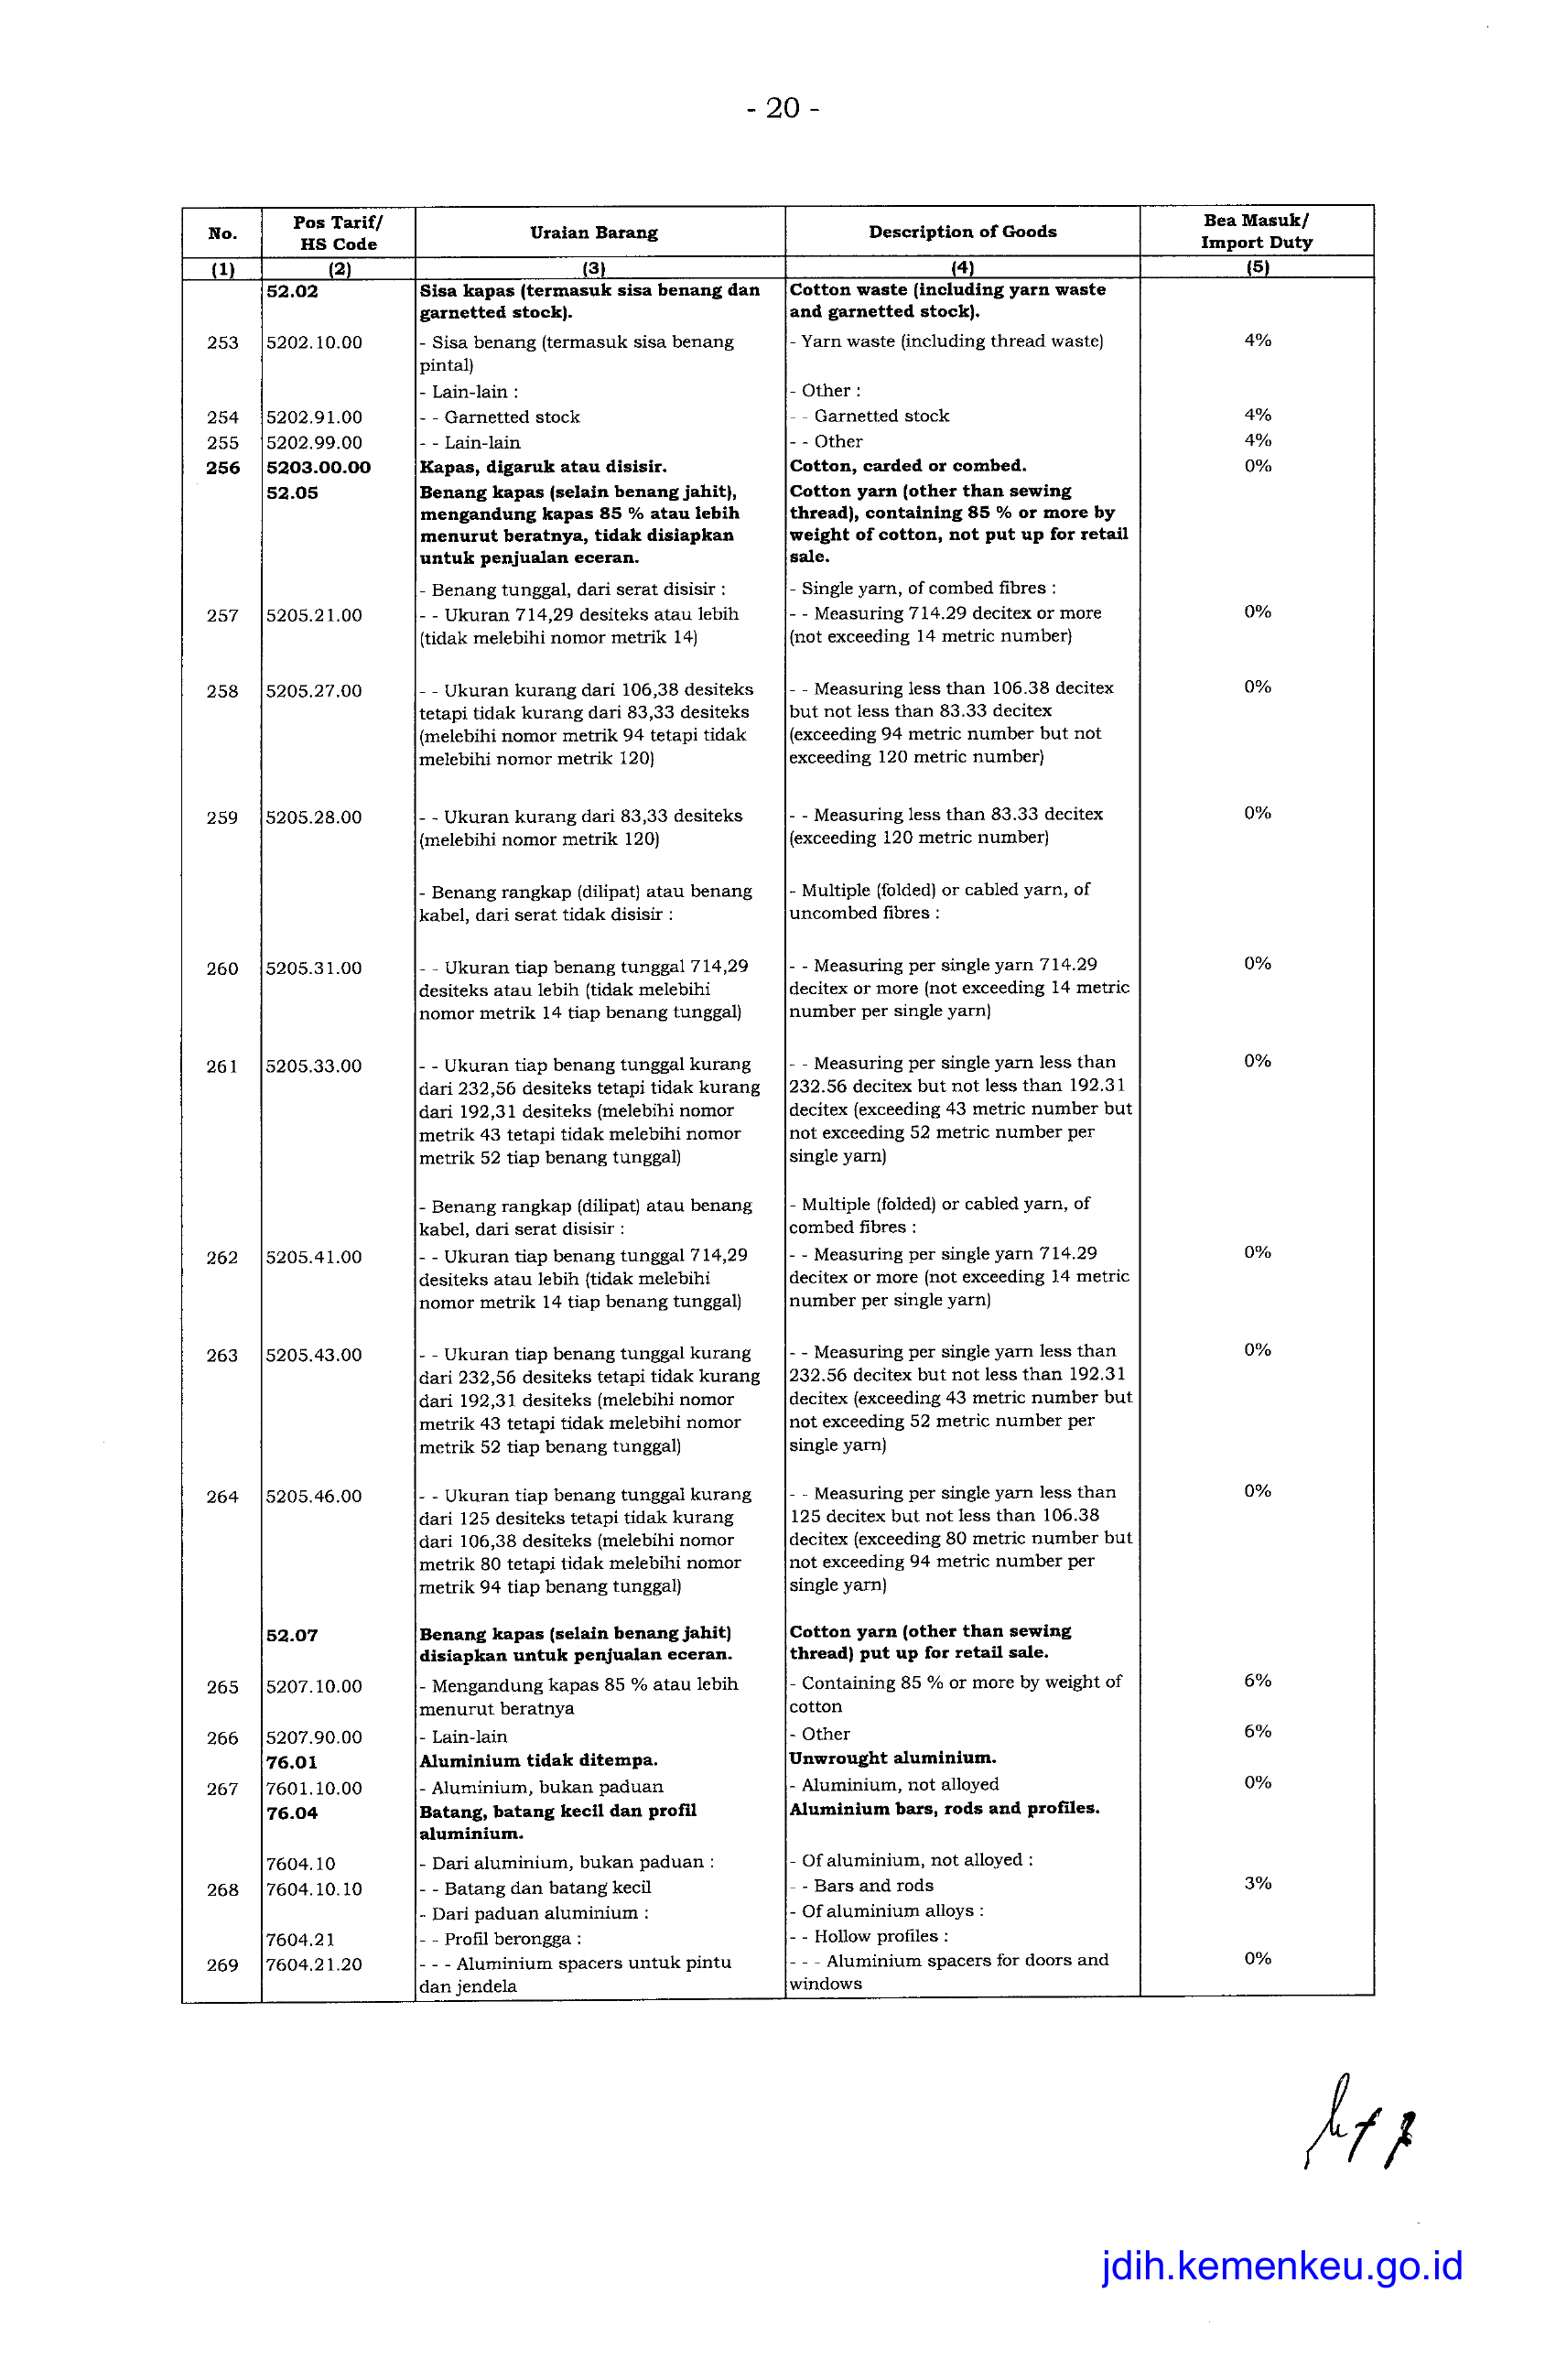 - 20 -
No. Pos Tarif/ HS Code Uraian Barang Description of Goods Bea Masuk/ Import Duty
(1) (2) (3) (4) (5)
52.02 Sisa kapas (termasuk sisa benang dan Cotton waste (including yarn waste
garnetted stock). and garnetted stock).
253 5202.10.00 - Sisa benang (termasuk sisa benang - Yarn waste (including thread waste) 4%
pintal)
- Lain-lain : - Other :
254 5202.91.00 - - Garnetted stock - - Garnetted stock 4%
255 5202.99.00 - - Lain-lain - - Other 4%
256 5203.00.00 Kapas, digaruk atau disisir. Cotton, carded or combed. 0%
52.05 Benang kapas (selain benang jahit), Cotton yarn (other than sewing
mengandung kapas 85 % atau lebih thread), containing 85 % or more by
menurut beratnya, tidak disiapkan weight of cotton, not put up for retail
untuk penjualan eceran. sale.
- Benang tunggal, dari serat disisir : - Single yarn, of combed fibres :
257 5205.21.00 - - Ukuran 714,29 desiteks atau lebih - - Measuring 714.29 decitex or more 0%
(tidak melebihi nomor metrik 14) (not exceeding 14 metric number)
258 5205.27.00 - - Ukuran kurang dari 106,38 desiteks - - Measuring less than 106.38 decitex 0%
tetapi tidak kurang dari 83,33 desiteks but not less than 83.33 decitex
(melebihi nomor metrik 94 tetapi tidak (exceeding 94 metric number but not
melebihi nomor metrik 120) exceeding 120 metric number)
259 5205.28.00 - - Ukuran kurang dari 83,33 desiteks - - Measuring less than 83.33 decitex 0%
(melebihi nomor metrik 120) (exceeding 120 metric number)
- Benang rangkap (dilipat) atau benang - Multiple (folded) or cabled yarn, of
kabel, dari serat tidak disisir : uncombed fibres :
260 5205.31.00 - - Ukuran tiap benang tunggal 714,29 - - Measuring per single yarn 714.29 0%
desiteks atau lebih (tidak melebihi decitex or more (not exceeding 14 metric
nomor metrik 14 tiap benang tunggal) number per single yarn)
261 5205.33.00 - - Ukuran tiap benang tunggal kurang - - Measuring per single yarn less than 0%
dari 232,56 desiteks tetapi tidak kurang 232.56 decitex but not less than 192.31
dari 192,31 desiteks (melebihi nomor decitex (exceeding 43 metric number but
metrik 43 tetapi tidak melebihi nomor not exceeding 52 metric number per
metrik 52 tiap benang tunggal) single yarn)
- Benang rangkap (dilipat) atau benang - Multiple (folded) or cabled yarn, of
kabel, dari serat disisir : combed fibres :
262 5205.41.00 - - Ukuran tiap benang tunggal 714,29 - - Measuring per single yarn 714.29 0%
desiteks atau lebih (tidak melebihi decitex or more (not exceeding 14 metric
nomor metrik 14 tiap benang tunggal) number per single yarn)
263 5205.43.00 - - Ukuran tiap benang tunggal kurang - - Measuring per single yarn less than 0%
dari 232,56 desiteks tetapi tidak kurang 232.56 decitex but not less than 192.31
dari 192,31 desiteks (melebihi nomor decitex (exceeding 43 metric number but
metrik 43 tetapi tidak melebihi nomor not exceeding 52 metric number per
metrik 52 tiap benang tunggal) single yarn)
264 5205.46.00 - - Ukuran tiap benang tunggal kurang - - Measuring per single yarn less than 0%
dari 125 desiteks tetapi tidak kurang 125 decitex but not less than 106.38
dari 106,38 desiteks (melebihi nomor decitex (exceeding 80 metric number but
metrik 80 tetapi tidak melebihi nomor not exceeding 94 metric number per
metrik 94 tiap benang tunggal) single yarn)
52.07 Benang kapas (selain benang jahit) Cotton yarn (other than sewing
disiapkan untuk penjualan eceran. thread) put up for retail sale.
265 5207.10.00 - Mengandung kapas 85 % atau lebih - Containing 85 % or more by weight of 6%
menurut beratnya cotton
266 5207.90.00 - Lain-lain - Other 6%
76.01 Aluminium tidak ditempa. Unwrought aluminium.
267 7601.10.00 - Aluminium, bukan paduan - Aluminium, not alloyed 0%
76.04 Batang, batang kecil dan profil Aluminium bars, rods and profiles.
aluminium.
7604.10 - Dari aluminium, bukan paduan : - Of aluminium, not alloyed :
268 7604.10.10 - - Batang dan batang kecil - - Bars and rods 3%
- Dari paduan aluminium : - Of aluminium alloys :
7604.21 - - Profil berongga : - - Hollow profiles :
269 7604.21.20 - - - Aluminium spacers untuk pintu - - - Aluminium spacers for doors and 0%
dan jendela windows
jdih.kemenkeu.go.id